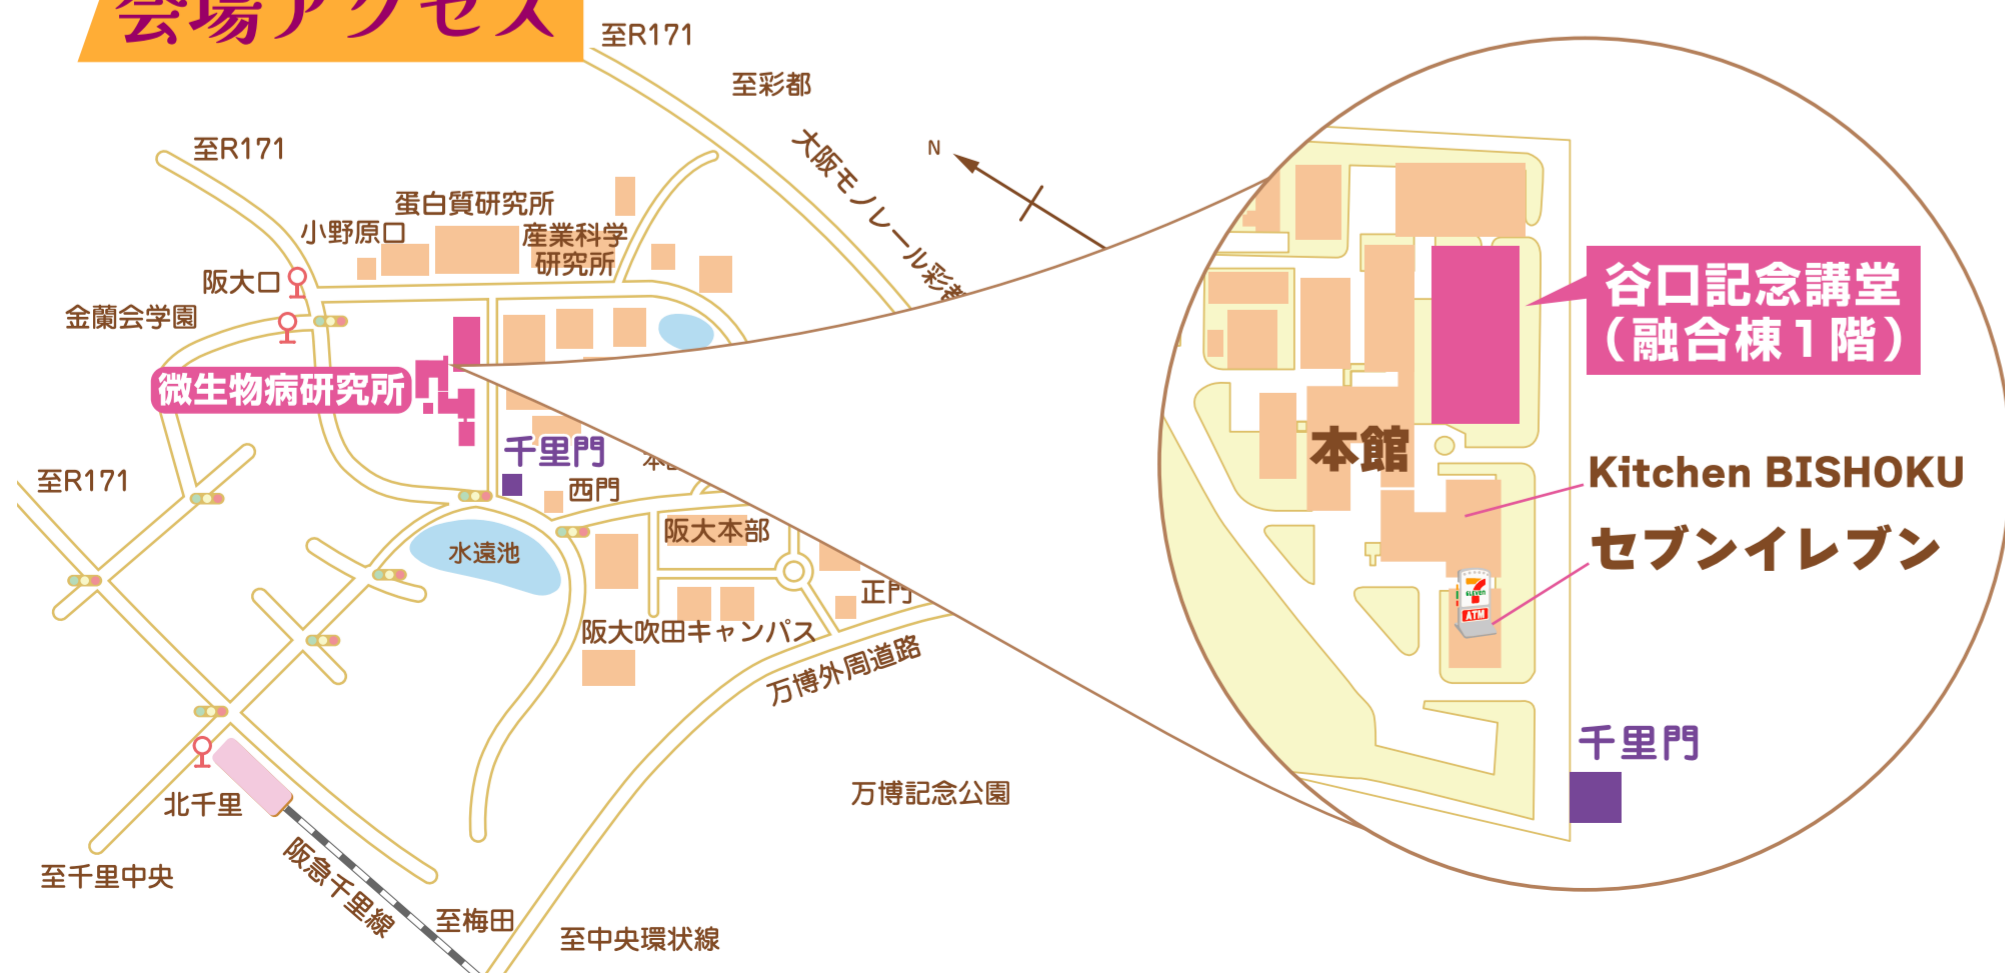 会場アクセス
至R171
至彩都
大阪モノレール彩都
至R171
蛋白質研究所
小野原口
産業科学
研究所
阪大口
金蘭会学園
微生物病研究所
千里門
西門
至R171
水遠池
阪大本部
正門
阪大吹田キャンパス
万博外周道路
万博記念公園
北千里
至千里中央
阪急千里線
至梅田
至中央環状線
N
谷口記念講堂
（融合棟1階）
本館
Kitchen BISHOKU
セブンイレブン
7
ELEVEN
ATM
千里門